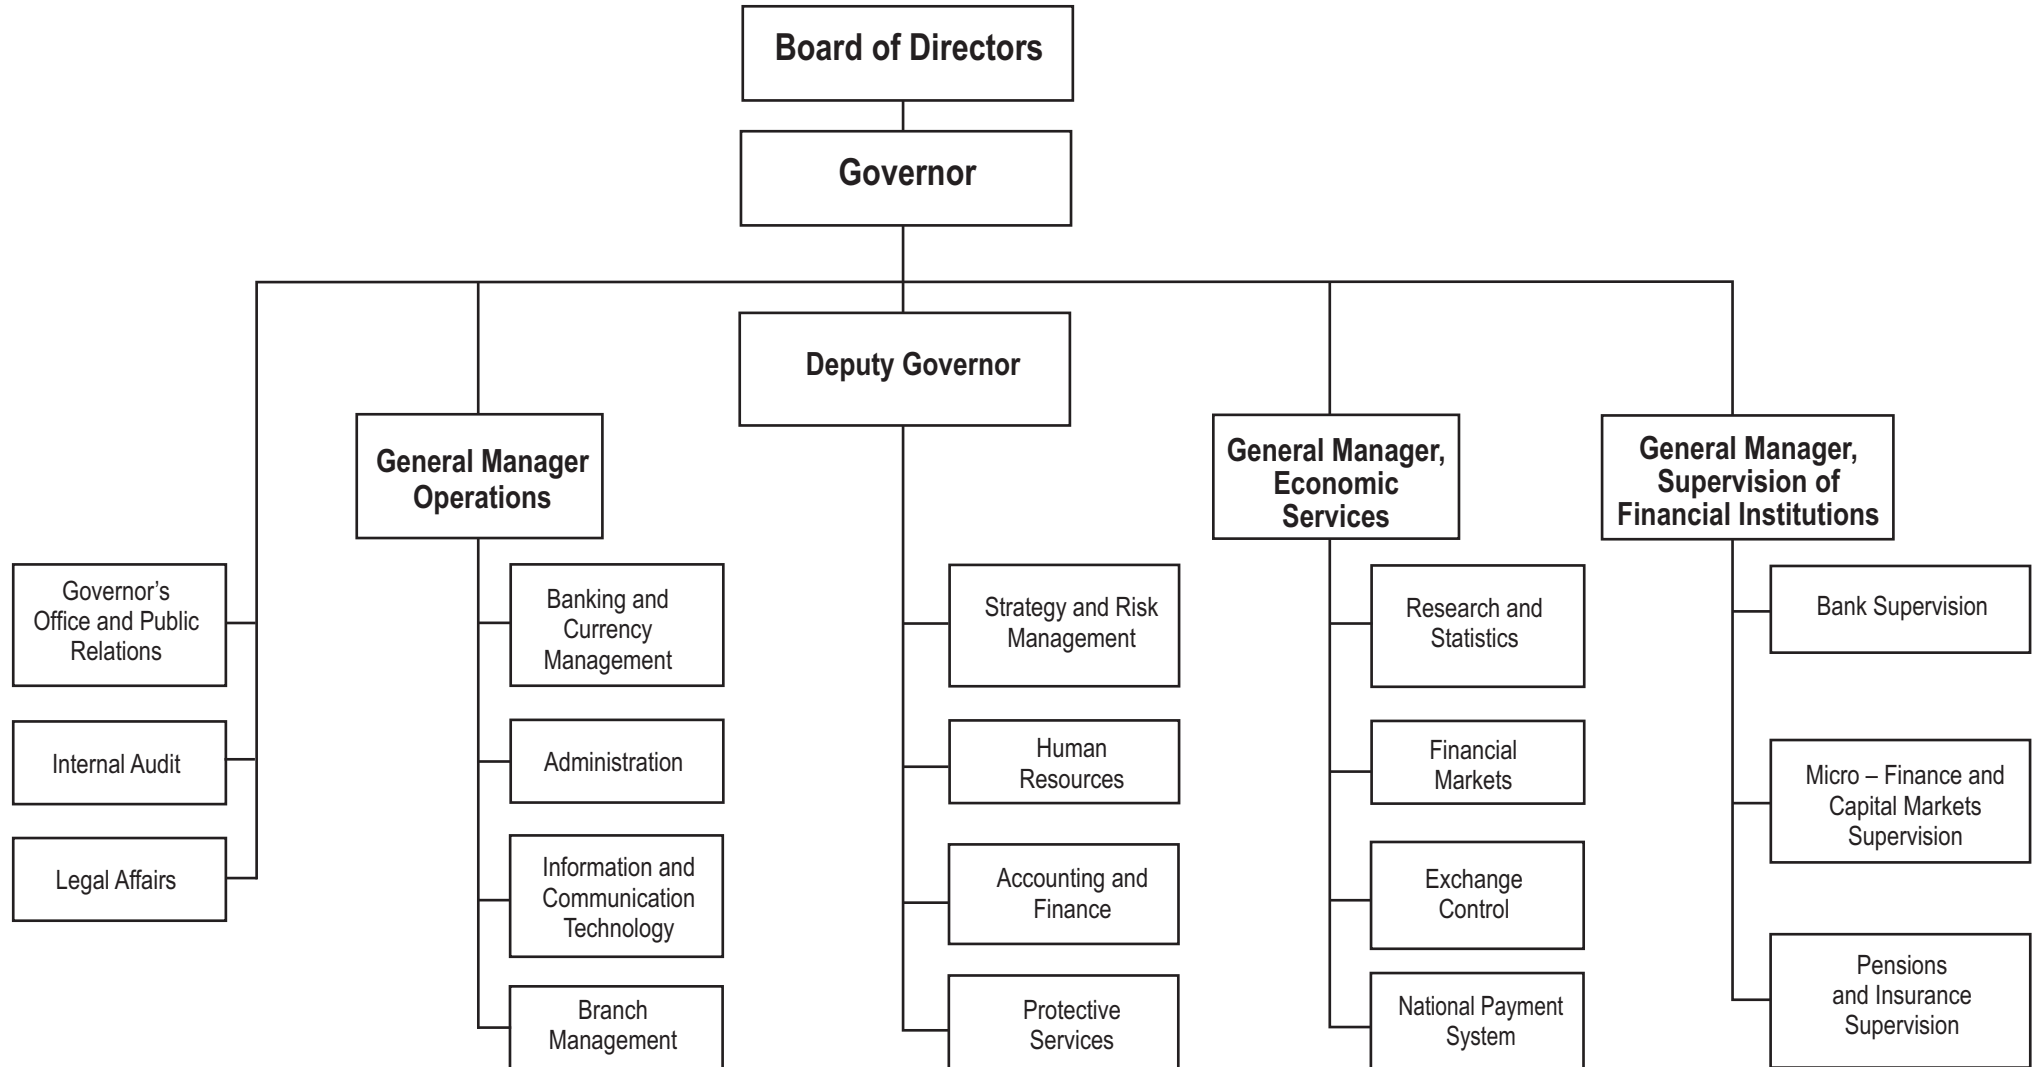 Board of Directors
Governor
Deputy Governor
General Manager
Operations
General Manager,
Economic
Services
General Manager,
Supervision of
Financial Institutions
Governor’s
Office and Public
Relations
Internal Audit
Legal Affairs
Banking and
Currency
Management
Administration
Information and
Communication
Technology
Branch
Management
Strategy and Risk
Management
Human
Resources
Accounting and
Finance
Protective
Services
Research and
Statistics
Financial
Markets
Exchange
Control
National Payment
System
Bank Supervision
Micro – Finance and
Capital Markets
Supervision
Pensions
and Insurance
Supervision